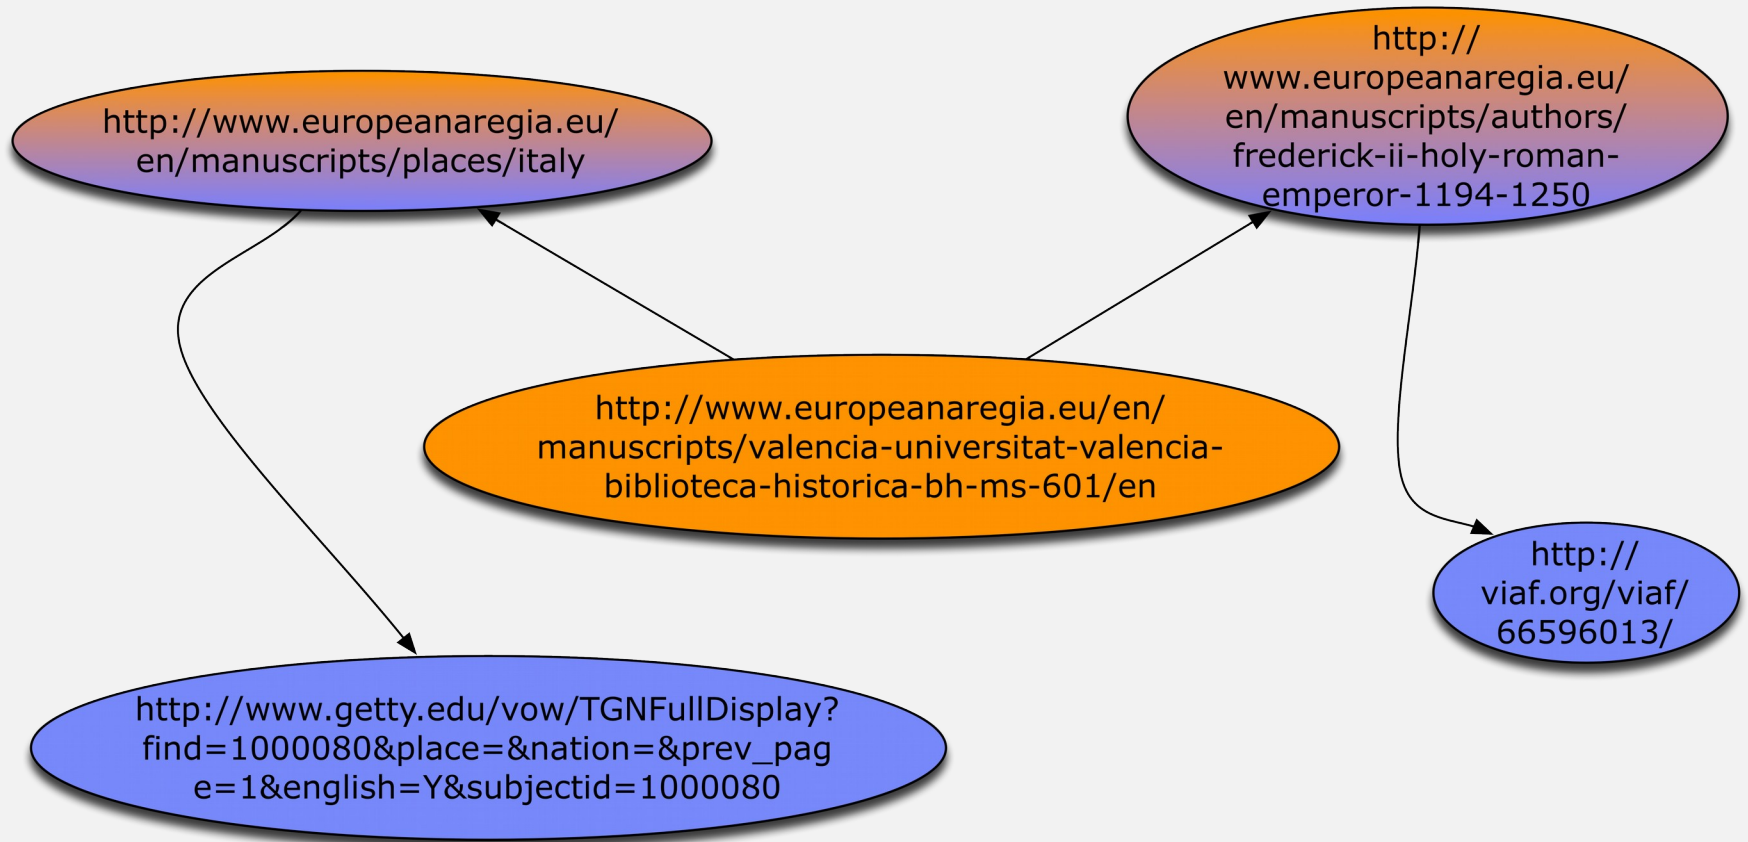 http://www.europeanaregia.eu/
en/manuscripts/places/italy
http://
www.europeanaregia.eu/
en/manuscripts/authors/
frederick-ii-holy-roman-
emperor-1194-1250
http://www.europeanaregia.eu/en/
manuscripts/valencia-universitat-valencia-
biblioteca-historica-bh-ms-601/en
http://
viaf.org/viaf/
66596013/
http://www.getty.edu/vow/TGNFullDisplay?
find=1000080&place=&nation=&prev_pag
e=1&english=Y&subjectid=1000080